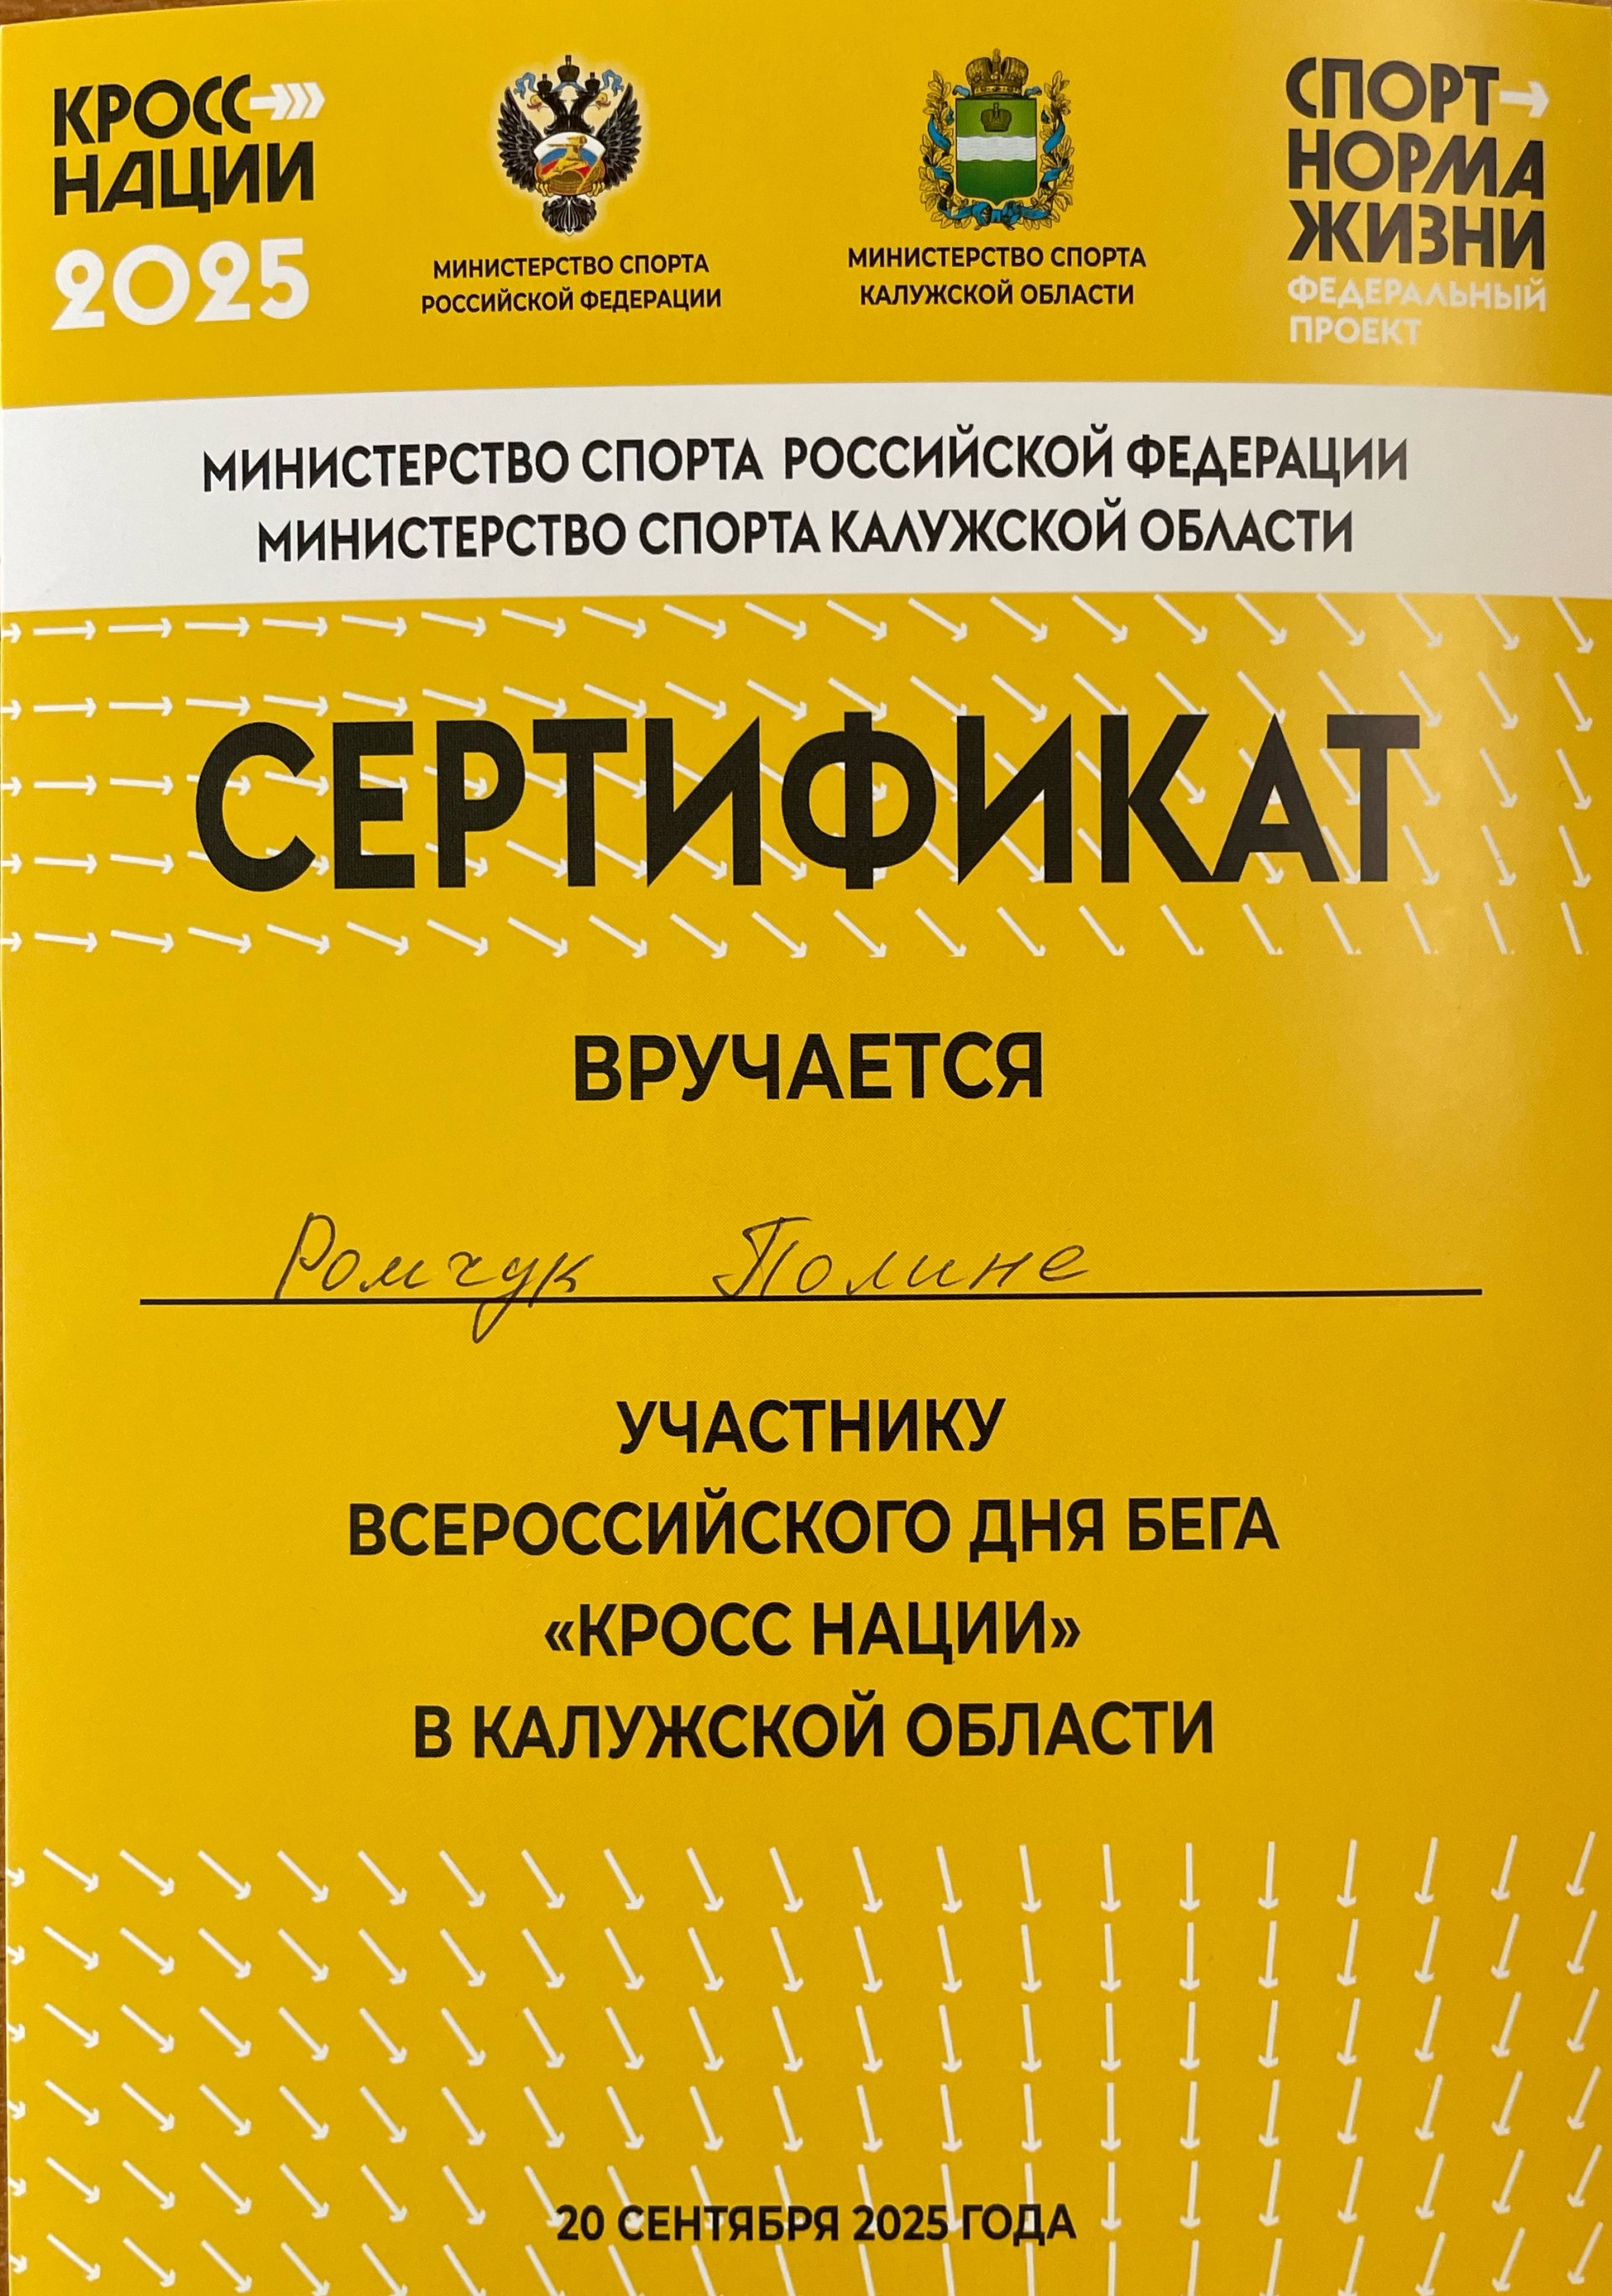 КРОСС
НАЦИИ
2025
МИНИСТЕРСТВО СПОРТА
РОССИЙСКОЙ ФЕДЕРАЦИИ
МИНИСТЕРСТВО СПОРТА
КАЛУЖСКОЙ ОБЛАСТИ
СПОРТ
НОРМА
ЖИЗНИ
ФЕДЕРАЛЬНЫЙ
ПРОЕКТ
МИНИСТЕРСТВО СПОРТА РОССИЙСКОЙ ФЕДЕРАЦИИ
МИНИСТЕРСТВО СПОРТА КАЛУЖСКОЙ ОБЛАСТИ
СЕРТИФИКАТ
ВРУЧАЕТСЯ
Ромчук Полине
УЧАСТНИКУ
ВСЕРОССИЙСКОГО ДНЯ БЕГА
«КРОСС НАЦИИ»
В КАЛУЖСКОЙ ОБЛАСТИ
20 СЕНТЯБРЯ 2025 ГОДА